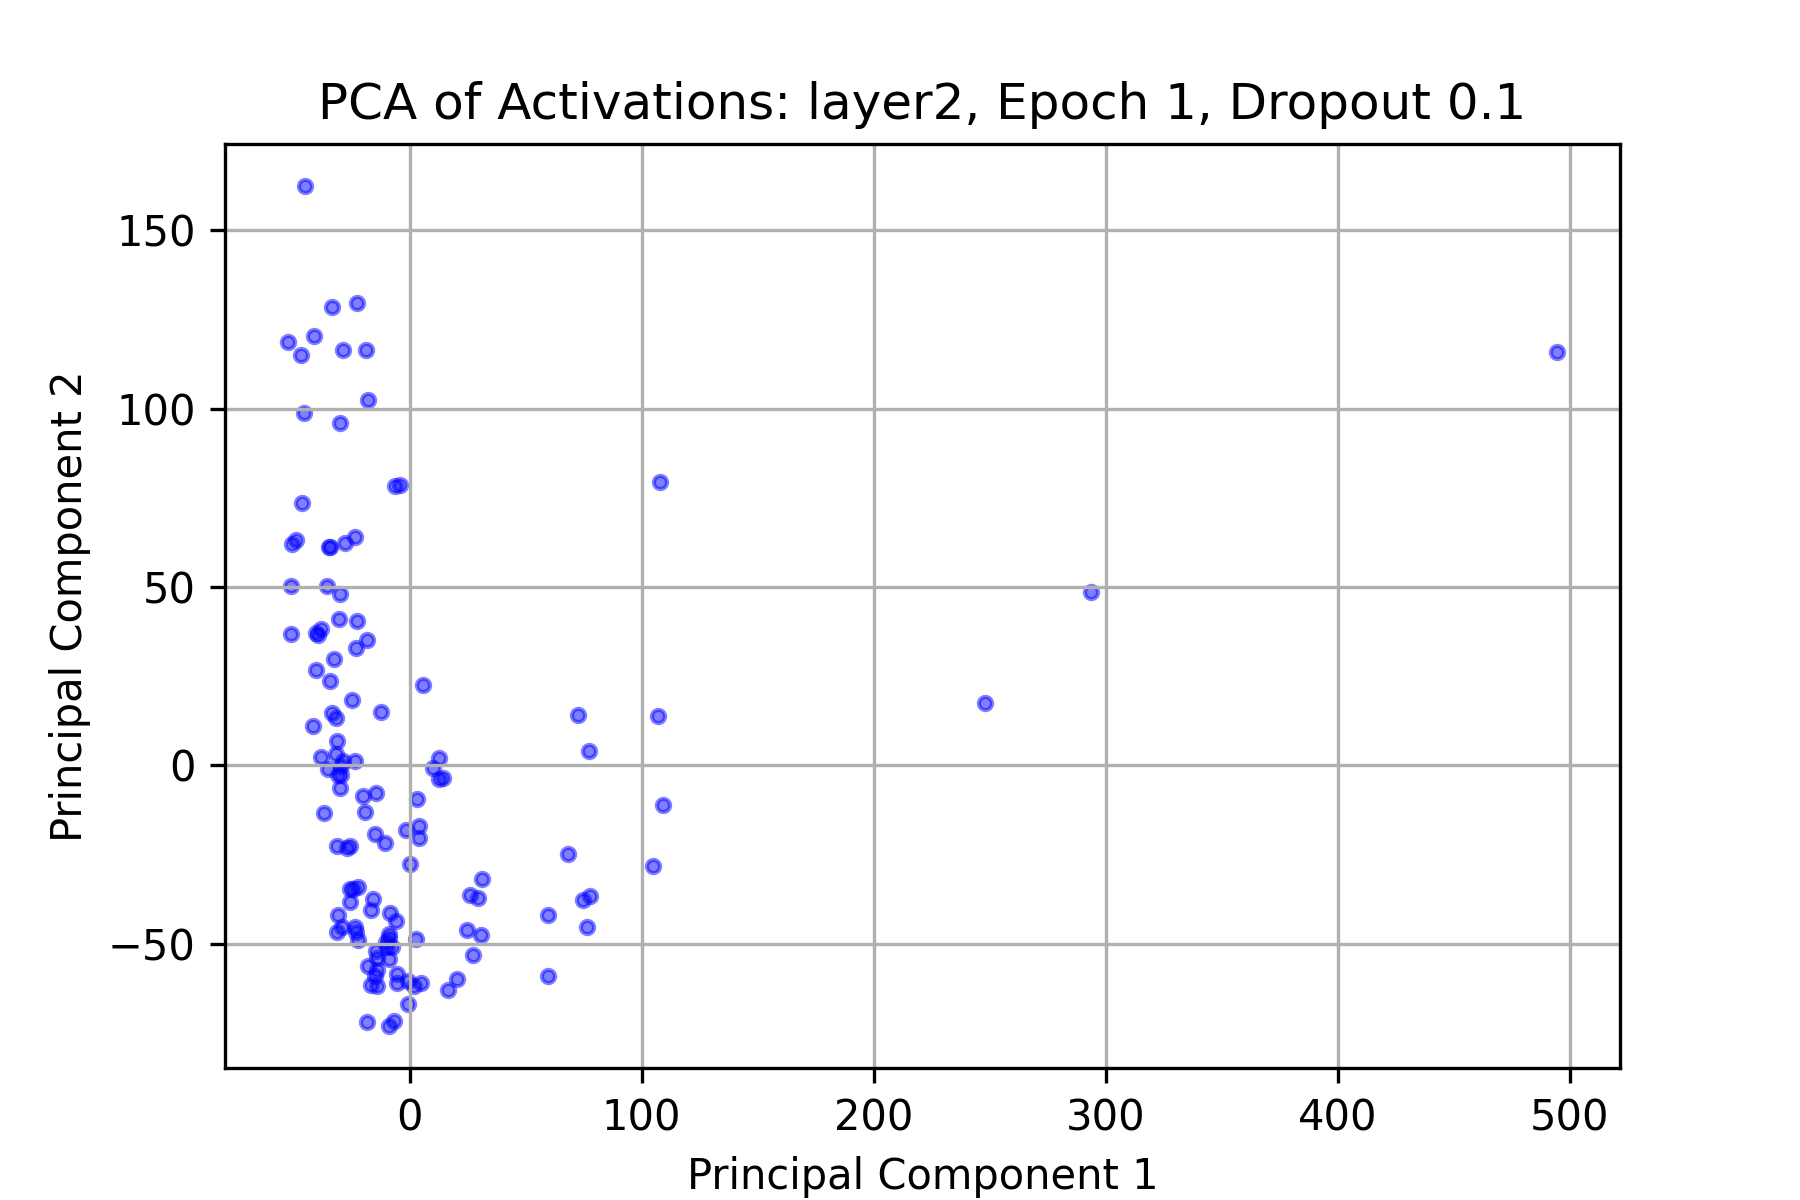 PCA of Activations: layer2, Epoch 1, Dropout 0.1
150
100
50
0
−50
Principal Component 2
0 100 200 300 400 500
Principal Component 1